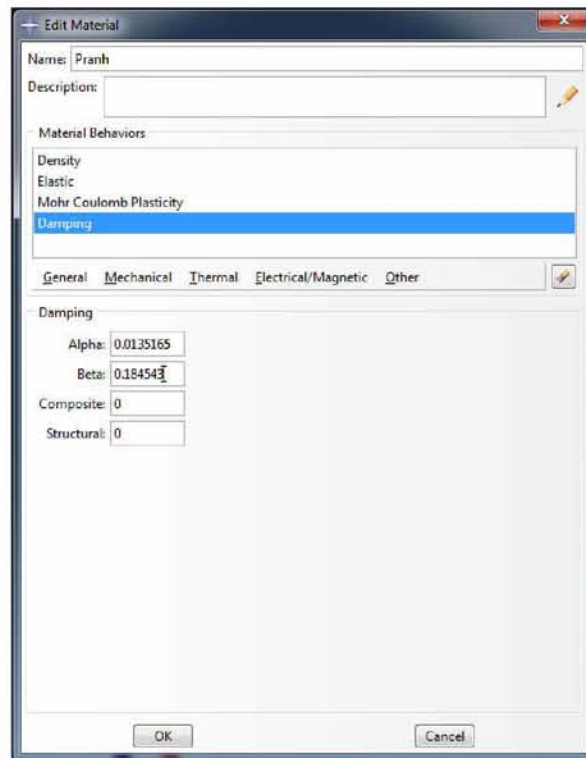 Edit Material
Name: Pranh
Description:
Material Behaviors
Density
Elastic
Mohr Coulomb Plasticity
Damping
General Mechanical Thermal Electrical/Magnetic Other
Damping
Alpha: 0.0135165
Beta: 0.184543
Composite: 0
Structural: 0
OK Cancel